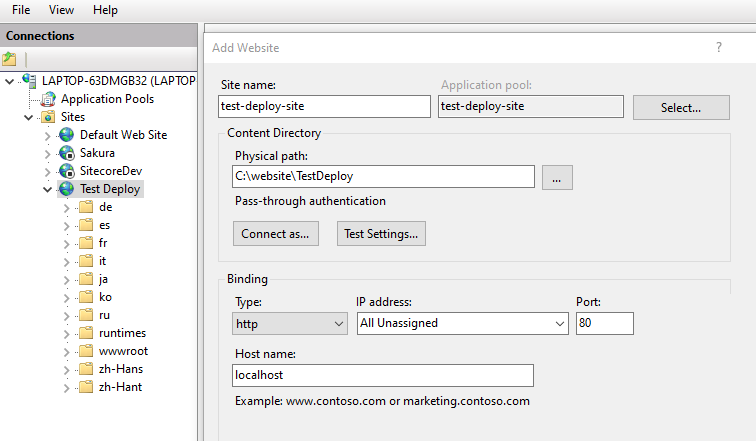 File View Help
Connections
LAPTOP-63DMGB32 (LAPTOP
Application Pools
Sites
Default Web Site
Sakura
SitecoreDev
Test Deploy
de
es
fr
it
ja
ko
ru
runtimes
wwwroot
zh-Hans
zh-Hant
Add Website ?
Site name: Application pool:
test-deploy-site test-deploy-site Select...
Content Directory
Physical path:
C:\website\TestDeploy ...
Pass-through authentication
Connect as... Test Settings...
Binding
Type: IP address: Port:
http All Unassigned 80
Host name:
localhost
Example: www.contoso.com or marketing.contoso.com